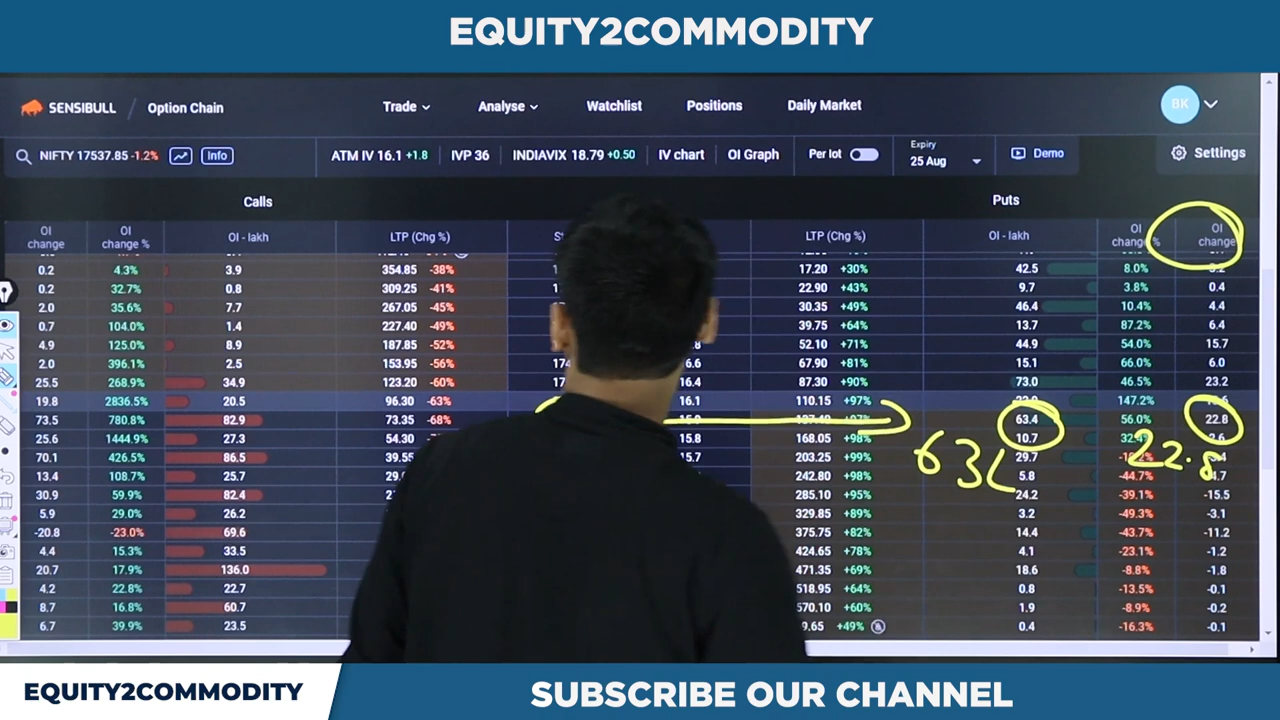 EQUITY2COMMODITY
SENSIBULL / Option Chain Trade Analyse Watchlist Positions Daily Market BK
NIFTY 17537.85 -1.2% Info ATM IV 16.1 +1.8 IVP 36 INDIAVIX 18.79 +0.50 IV chart OI Graph Per lot Expiry 25 Aug Demo Settings
Calls Puts
OI change OI change % OI - lakh LTP (Chg %) LTP (Chg %) OI - lakh OI change % OI change
0.2 4.3% 3.9 354.85 -38% 17.20 +30% 42.5 8.0% 3.2
0.2 32.7% 0.8 309.25 -41% 22.90 +43% 9.7 3.8% 0.4
2.0 35.6% 7.7 267.05 -45% 30.35 +49% 46.4 10.4% 4.4
0.7 104.0% 1.4 227.40 -49% 39.75 +64% 13.7 87.2% 6.4
4.9 125.0% 8.9 187.85 -52% 52.10 +71% 44.9 54.0% 15.7
2.0 396.1% 2.5 153.95 -56% 67.90 +81% 15.1 66.0% 6.0
25.5 268.9% 34.9 123.20 -60% 16.4 87.30 +90% 73.0 46.5% 23.2
19.8 2836.5% 20.5 96.30 -63% 16.1 110.15 +97% 147.2%
73.5 780.8% 82.9 73.35 -68% 63.4 56.0% 22.8
25.6 1444.9% 27.3 54.30 15.8 168.05 +98% 10.7 2.6
70.1 426.5% 86.5 39.55 15.7 203.25 +99% 29.7
63L 22.8
13.4 108.7% 25.7 242.80 +98% 5.8 -44.7%
30.9 59.9% 82.4 285.10 +95% 24.2 -39.1% -15.5
5.9 29.0% 26.2 329.85 +89% 3.2 -49.3% -3.1
-20.8 -23.0% 69.6 375.75 +82% 14.4 -43.7% -11.2
4.4 15.3% 33.5 424.65 +78% 4.1 -23.1% -1.2
20.7 17.9% 136.0 471.35 +69% 18.6 -8.8% -1.8
4.2 22.8% 22.7 518.95 +64% 0.8 -13.5% -0.1
8.7 16.8% 60.7 570.10 +60% 1.9 -8.9% -0.2
6.7 39.9% 23.5 +49% 0.4 -16.3% -0.1
EQUITY2COMMODITY
SUBSCRIBE OUR CHANNEL